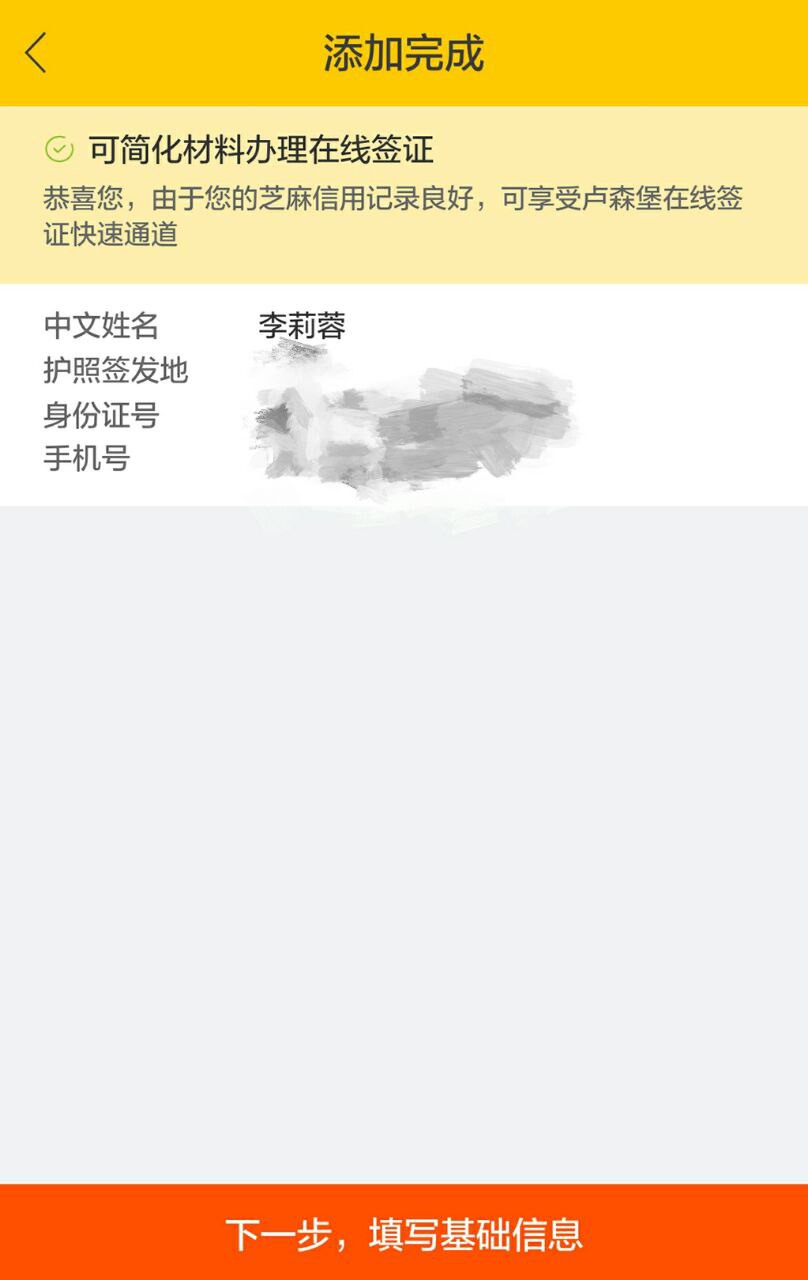 添加完成
可简化材料办理在线签证
恭喜您，由于您的芝麻信用记录良好，可享受卢森堡在线签
证快速通道
中文姓名 李莉蓉
护照签发地
身份证号
手机号
下一步，填写基础信息